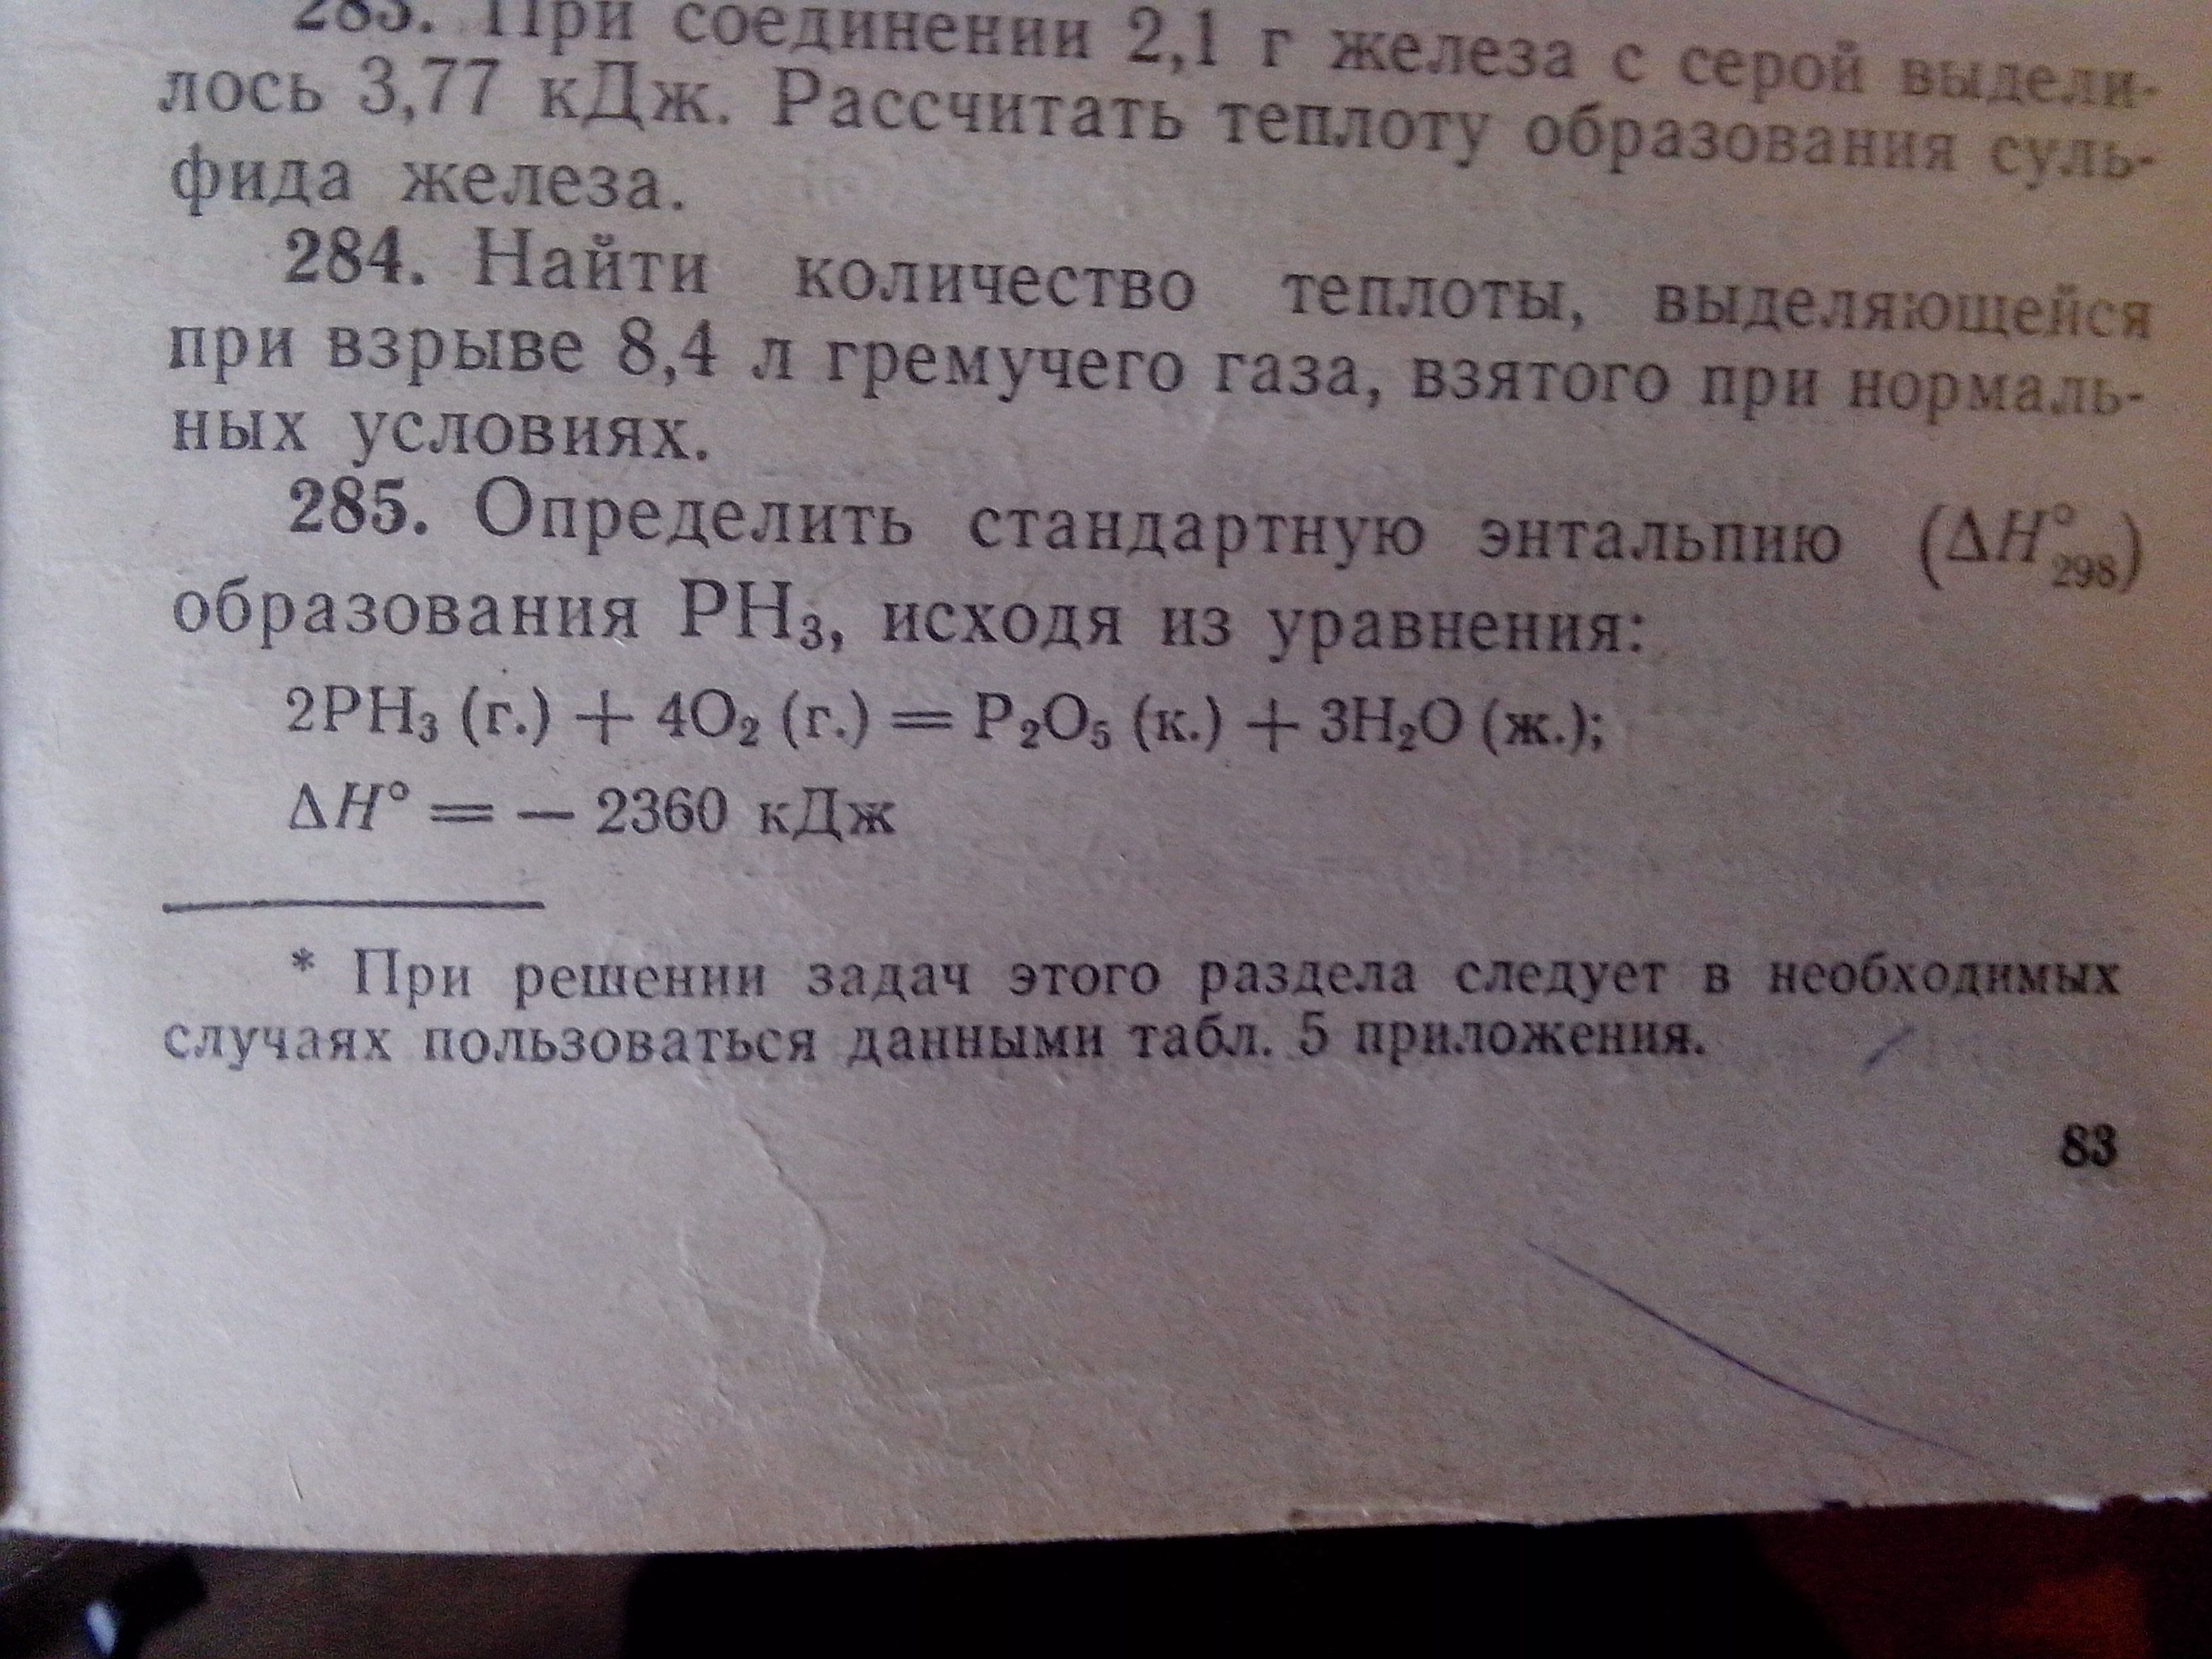 283. При соединении 2,1 г железа с серой выдели-
лось 3,77 кДж. Рассчитать теплоту образования суль-
фида железа.
284. Найти количество теплоты, выделяющейся
при взрыве 8,4 л гремучего газа, взятого при нормаль-
ных условиях.
285. Определить стандартную энтальпию (ΔH°₂₉₈)
образования PH₃, исходя из уравнения:
2PH₃ (г.) + 4O₂ (г.) = P₂O₅ (к.) + 3H₂O (ж.);
ΔH° = — 2360 кДж
* При решении задач этого раздела следует в необходимых
случаях пользоваться данными табл. 5 приложения.
83